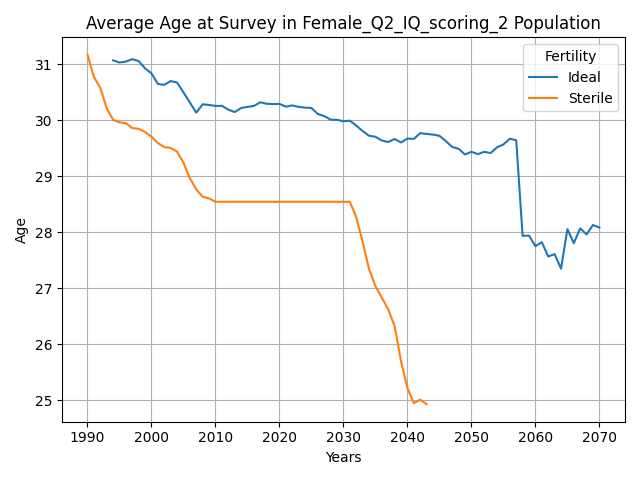 Average Age at Survey in Female_Q2_IQ_scoring_2 Population
Fertility
Ideal
Sterile
Age
31
30
29
28
27
26
25
1990 2000 2010 2020 2030 2040 2050 2060 2070
Years